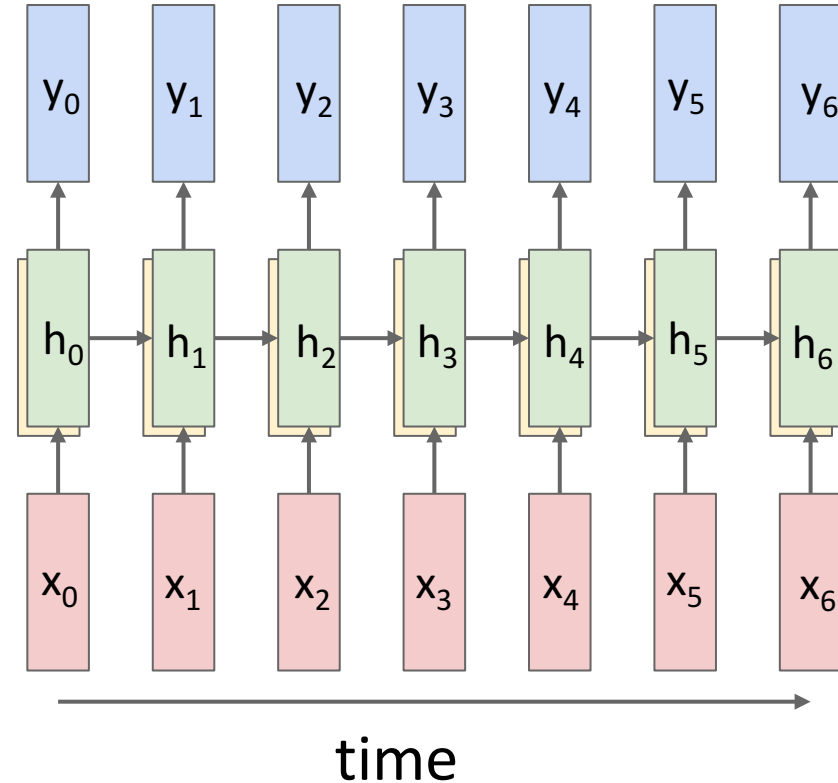 y₀ y₁ y₂ y₃ y₄ y₅ y₆
h₀ h₁ h₂ h₃ h₄ h₅ h₆
x₀ x₁ x₂ x₃ x₄ x₅ x₆
time